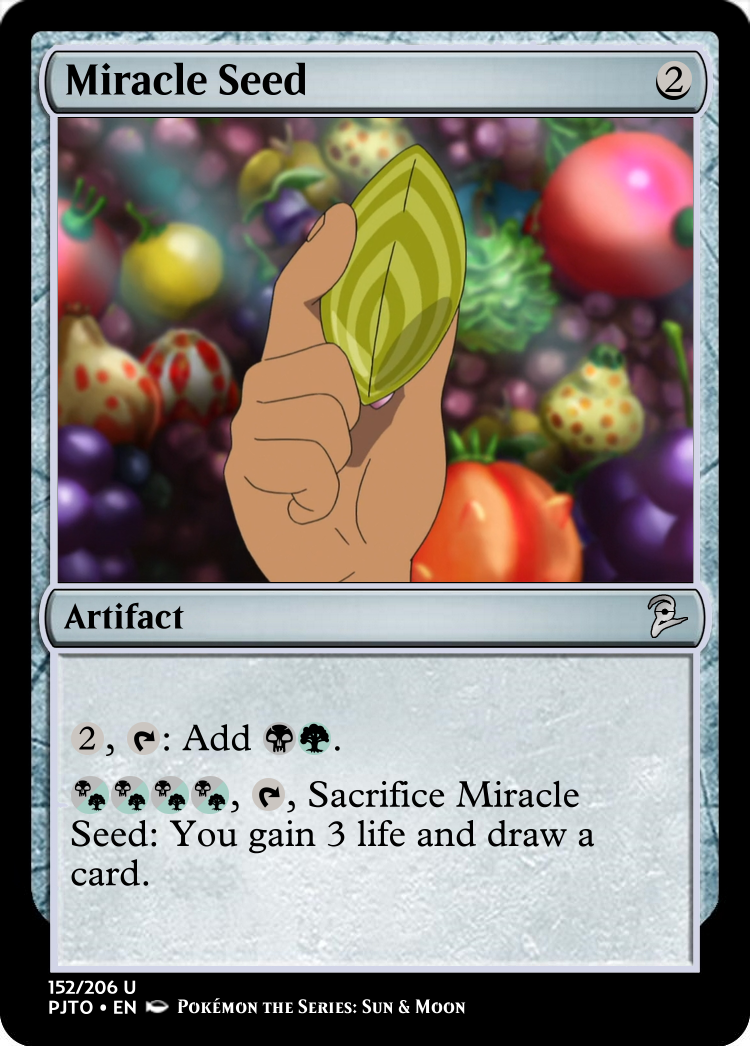 Miracle Seed 2
Artifact
2, : Add .
, , Sacrifice Miracle
Seed: You gain 3 life and draw a
card.
152/206 U
PJTO • EN Pokémon the Series: Sun & Moon